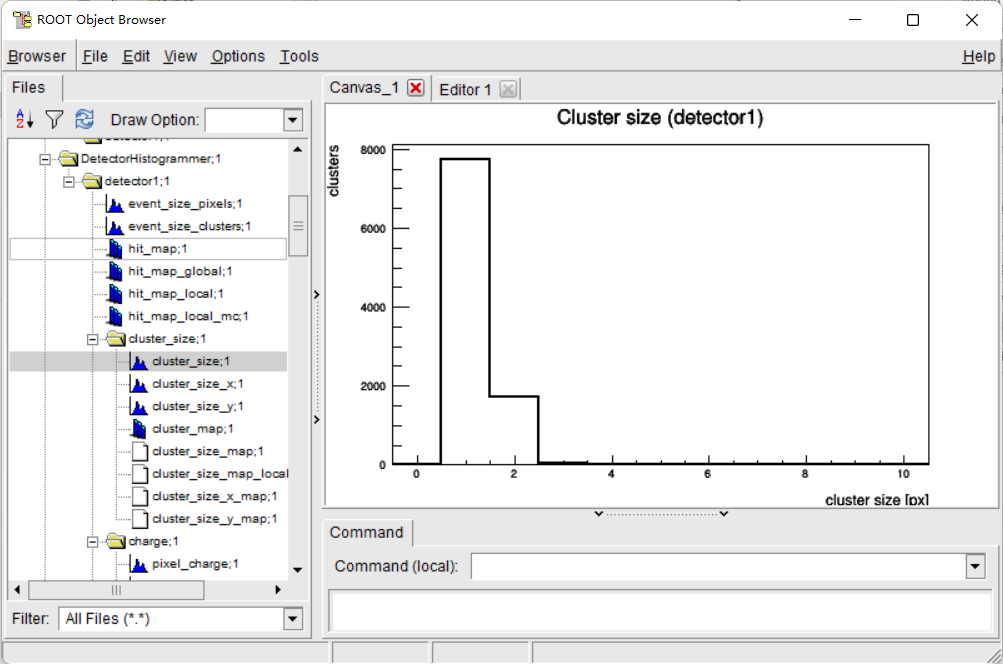 ROOT Object Browser
Browser File Edit View Options Tools Help
Files
Draw Option:
DetectorHistogrammer;1
detector1;1
event_size_pixels;1
event_size_clusters;1
hit_map;1
hit_map_global;1
hit_map_local;1
hit_map_local_mc;1
cluster_size;1
cluster_size;1
cluster_size_x;1
cluster_size_y;1
cluster_map;1
cluster_size_map;1
cluster_size_map_local
cluster_size_x_map;1
cluster_size_y_map;1
charge;1
pixel_charge;1
Filter: All Files (*.*)
Canvas_1 Editor 1
Cluster size (detector1)
clusters
8000
6000
4000
2000
0
0 2 4 6 8 10
cluster size [px]
Command
Command (local):